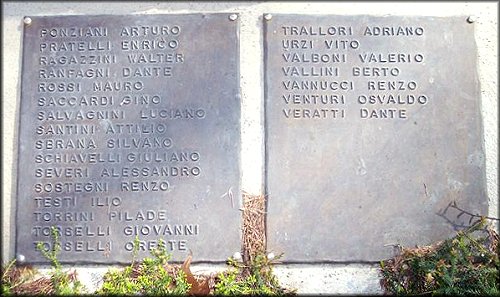 PONZIANI ARTURO
PRATELLI ENRICO
RAGAZZINI WALTER
RANFAGNI DANTE
ROSSI MAURO
SACCARDI GINO
SALVAGNINI LUCIANO
SANTINI ATTILIO
SBRANA SILVANO
SCHIAVELLI GIULIANO
SEVERI ALESSANDRO
SOSTEGNI RENZO
TESTI ILIO
TORRINI PILADE
TORSELLI GIOVANNI
TORSELLI ORESTE
TRALLORI ADRIANO
URZI VITO
VALBONI VALERIO
VALLINI BERTO
VANNUCCI RENZO
VENTURI OSVALDO
VERATTI DANTE